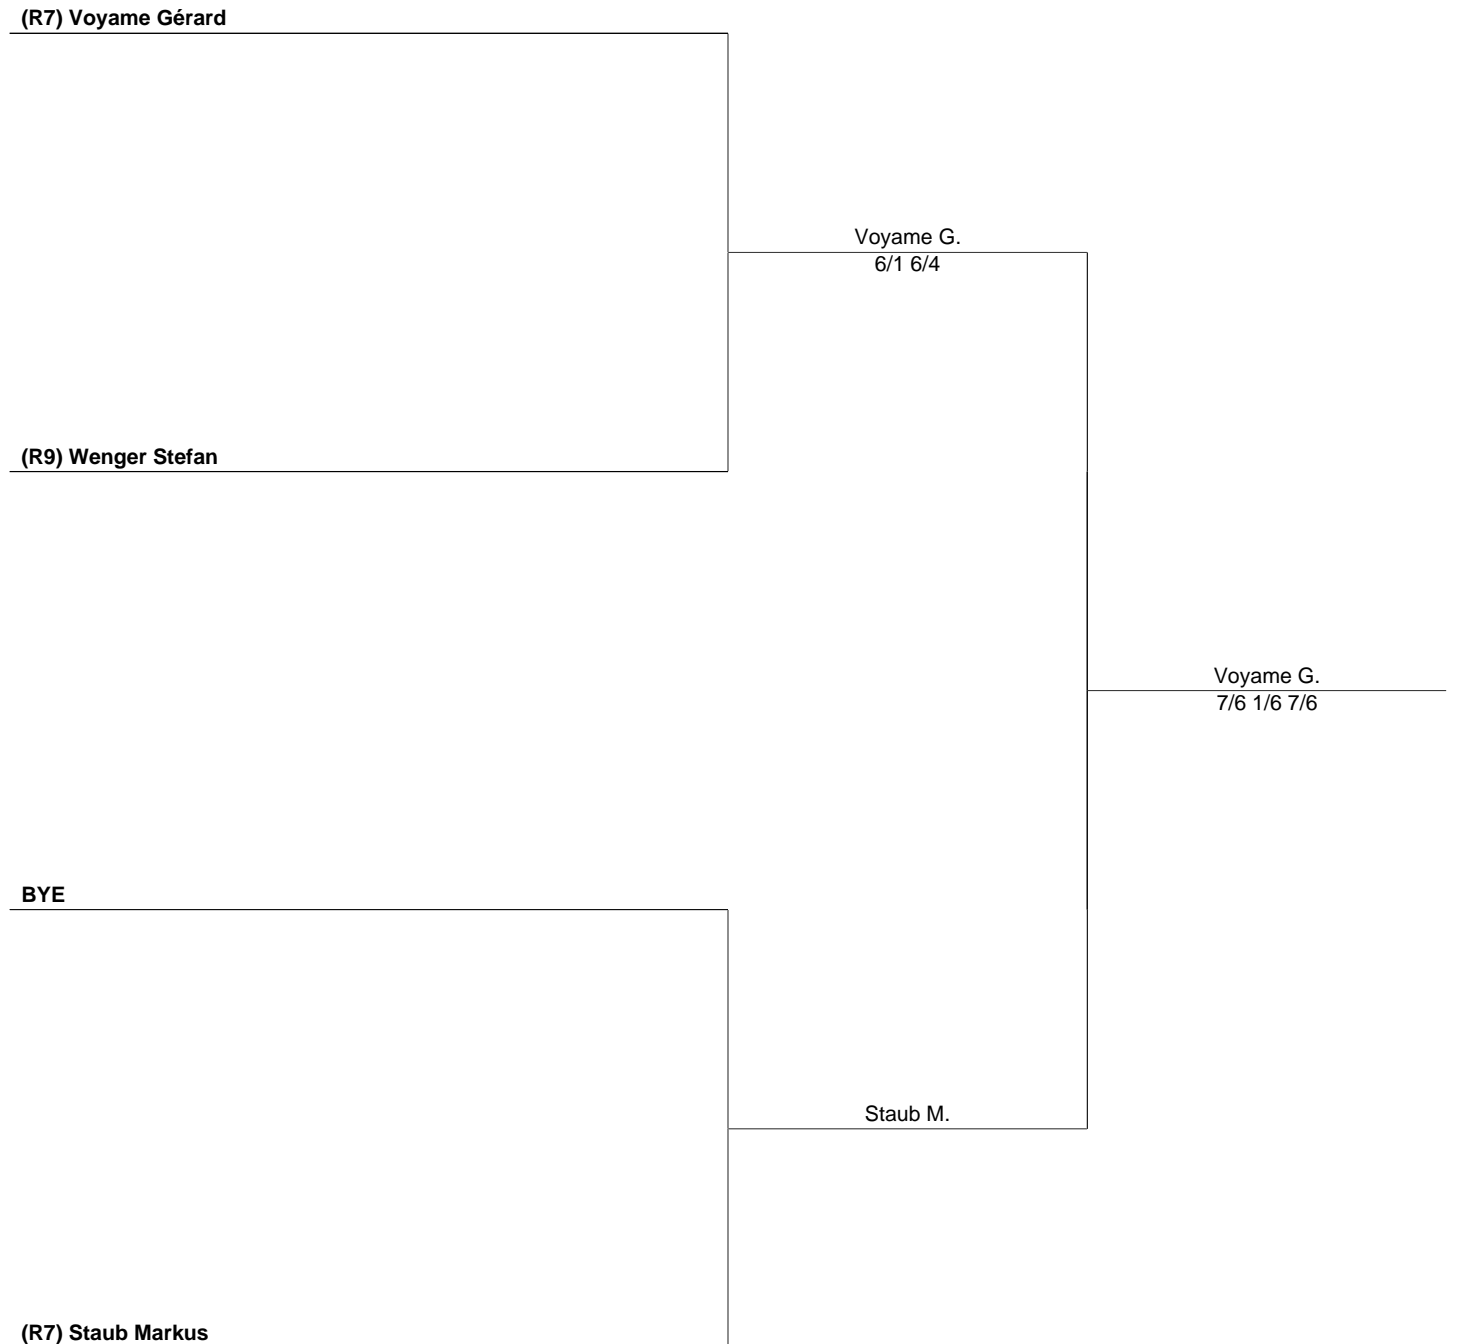 (R7) Voyame Gérard
Voyame G.
6/1 6/4
(R9) Wenger Stefan
Voyame G.
7/6 1/6 7/6
BYE
Staub M.
(R7) Staub Markus